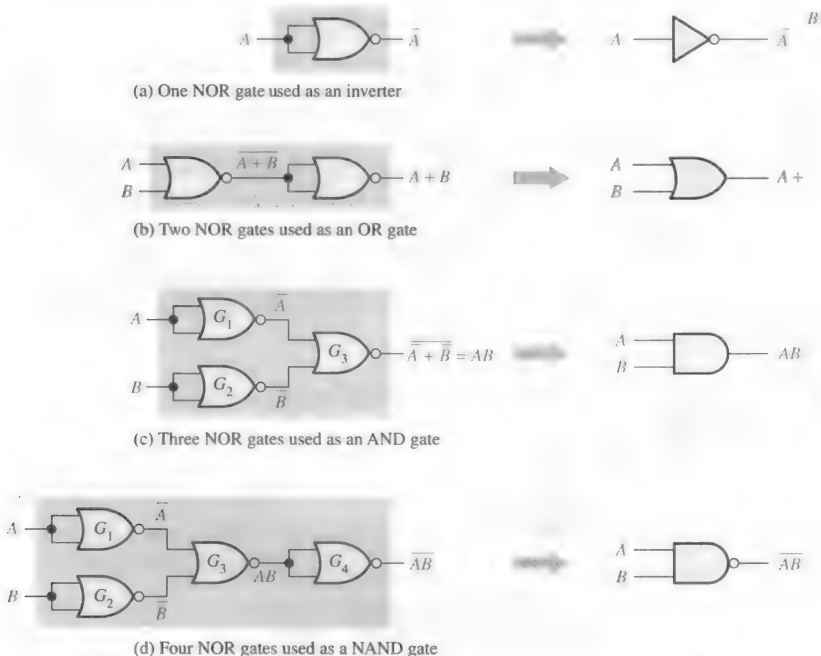 B
A Ā A Ā
(a) One NOR gate used as an inverter
A A̅ ̅+̅ ̅B̅ A + B A A +
B B
(b) Two NOR gates used as an OR gate
A G₁ A̅
G₃ A̿ ̅+̅ ̅B̿ = AB A AB
B G₂ B̅ B
(c) Three NOR gates used as an AND gate
A G₁ A̅
G₃ AB G₄ A̅B̅ A A̅B̅
B G₂ B̅ B
(d) Four NOR gates used as a NAND gate